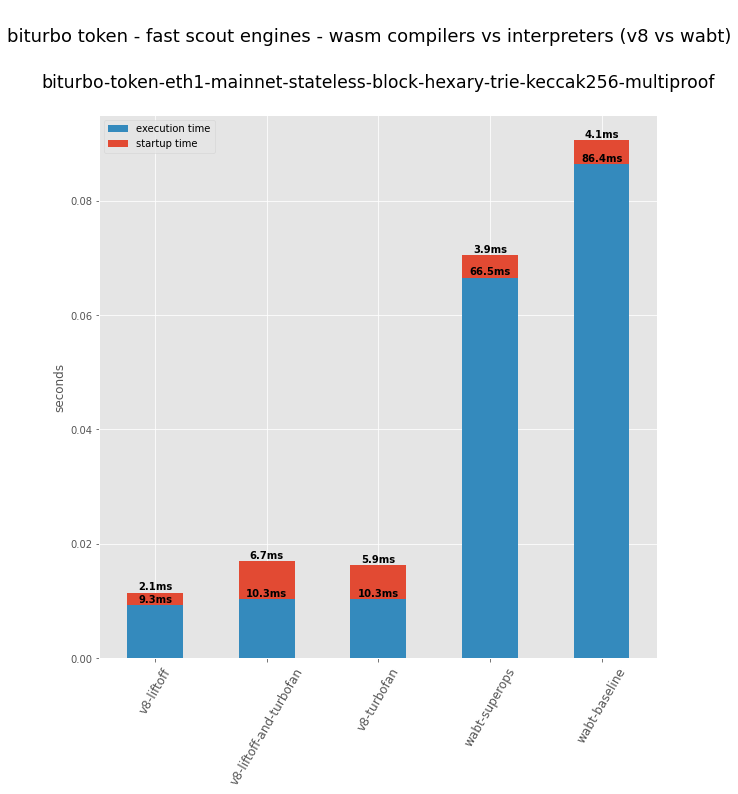 biturbo token - fast scout engines - wasm compilers vs interpreters (v8 vs wabt)
biturbo-token-eth1-mainnet-stateless-block-hexary-trie-keccak256-multiproof
execution time
startup time
4.1ms
86.4ms
0.08
3.9ms
66.5ms
0.06
seconds
0.04
0.02
2.1ms
9.3ms
6.7ms
10.3ms
5.9ms
10.3ms
0.00
v8-liftoff
v8-liftoff-and-turbofan
v8-turbofan
wabt-superops
wabt-baseline